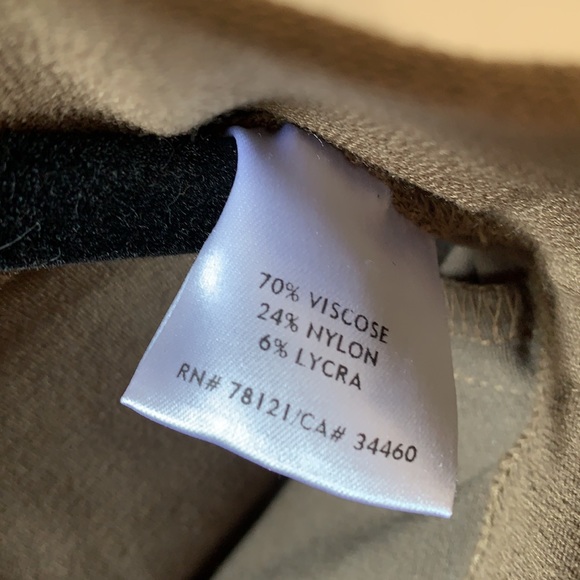 70% VISCOSE
24% NYLON
6% LYCRA
RN# 78121/CA# 34460